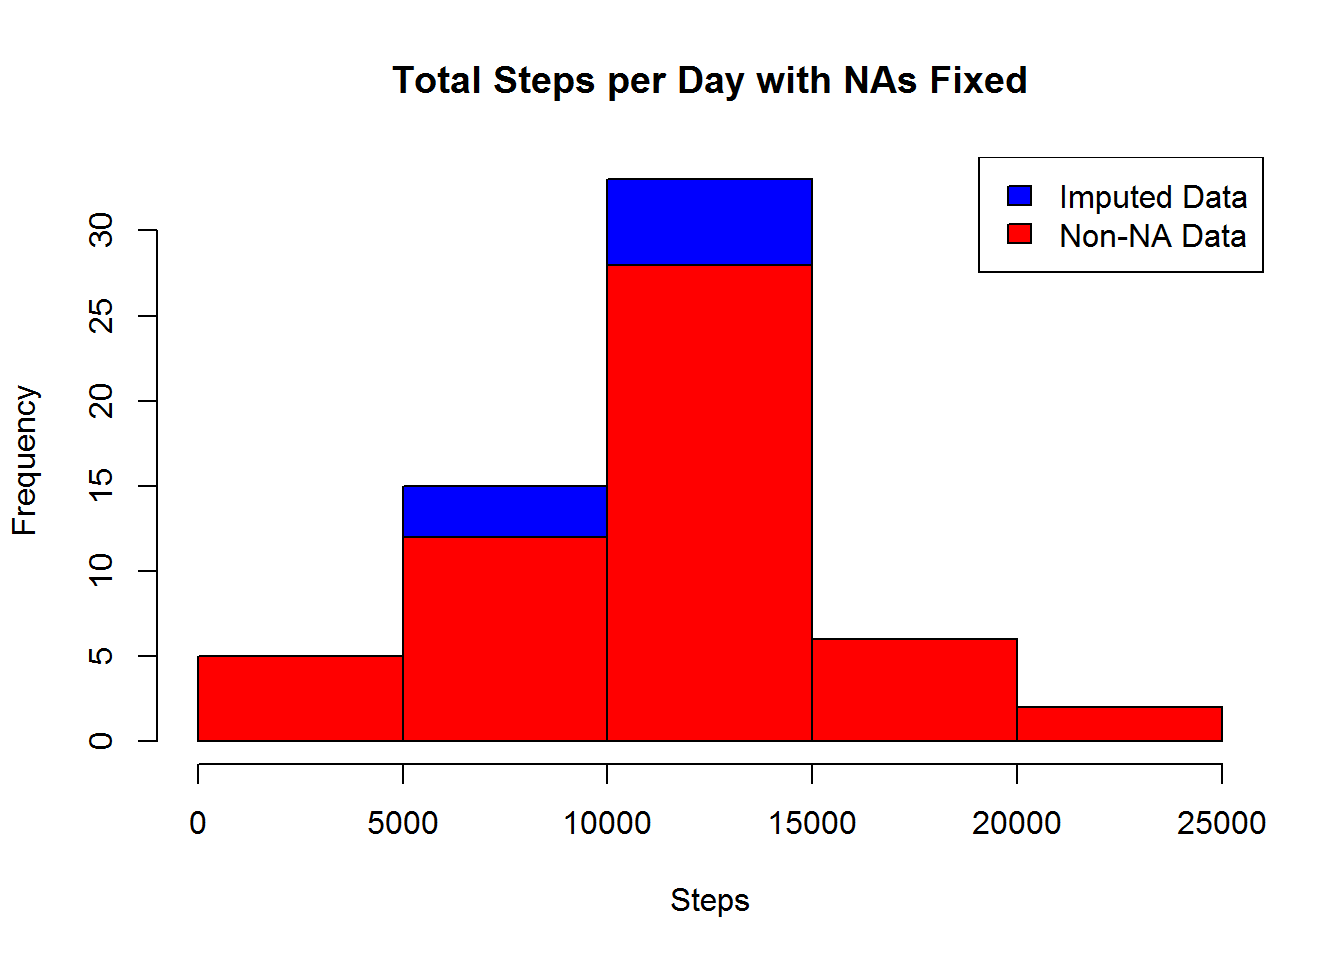 Total Steps per Day with NAs Fixed
Imputed Data
Non-NA Data
Frequency
30
25
20
15
10
5
0
0 5000 10000 15000 20000 25000
Steps